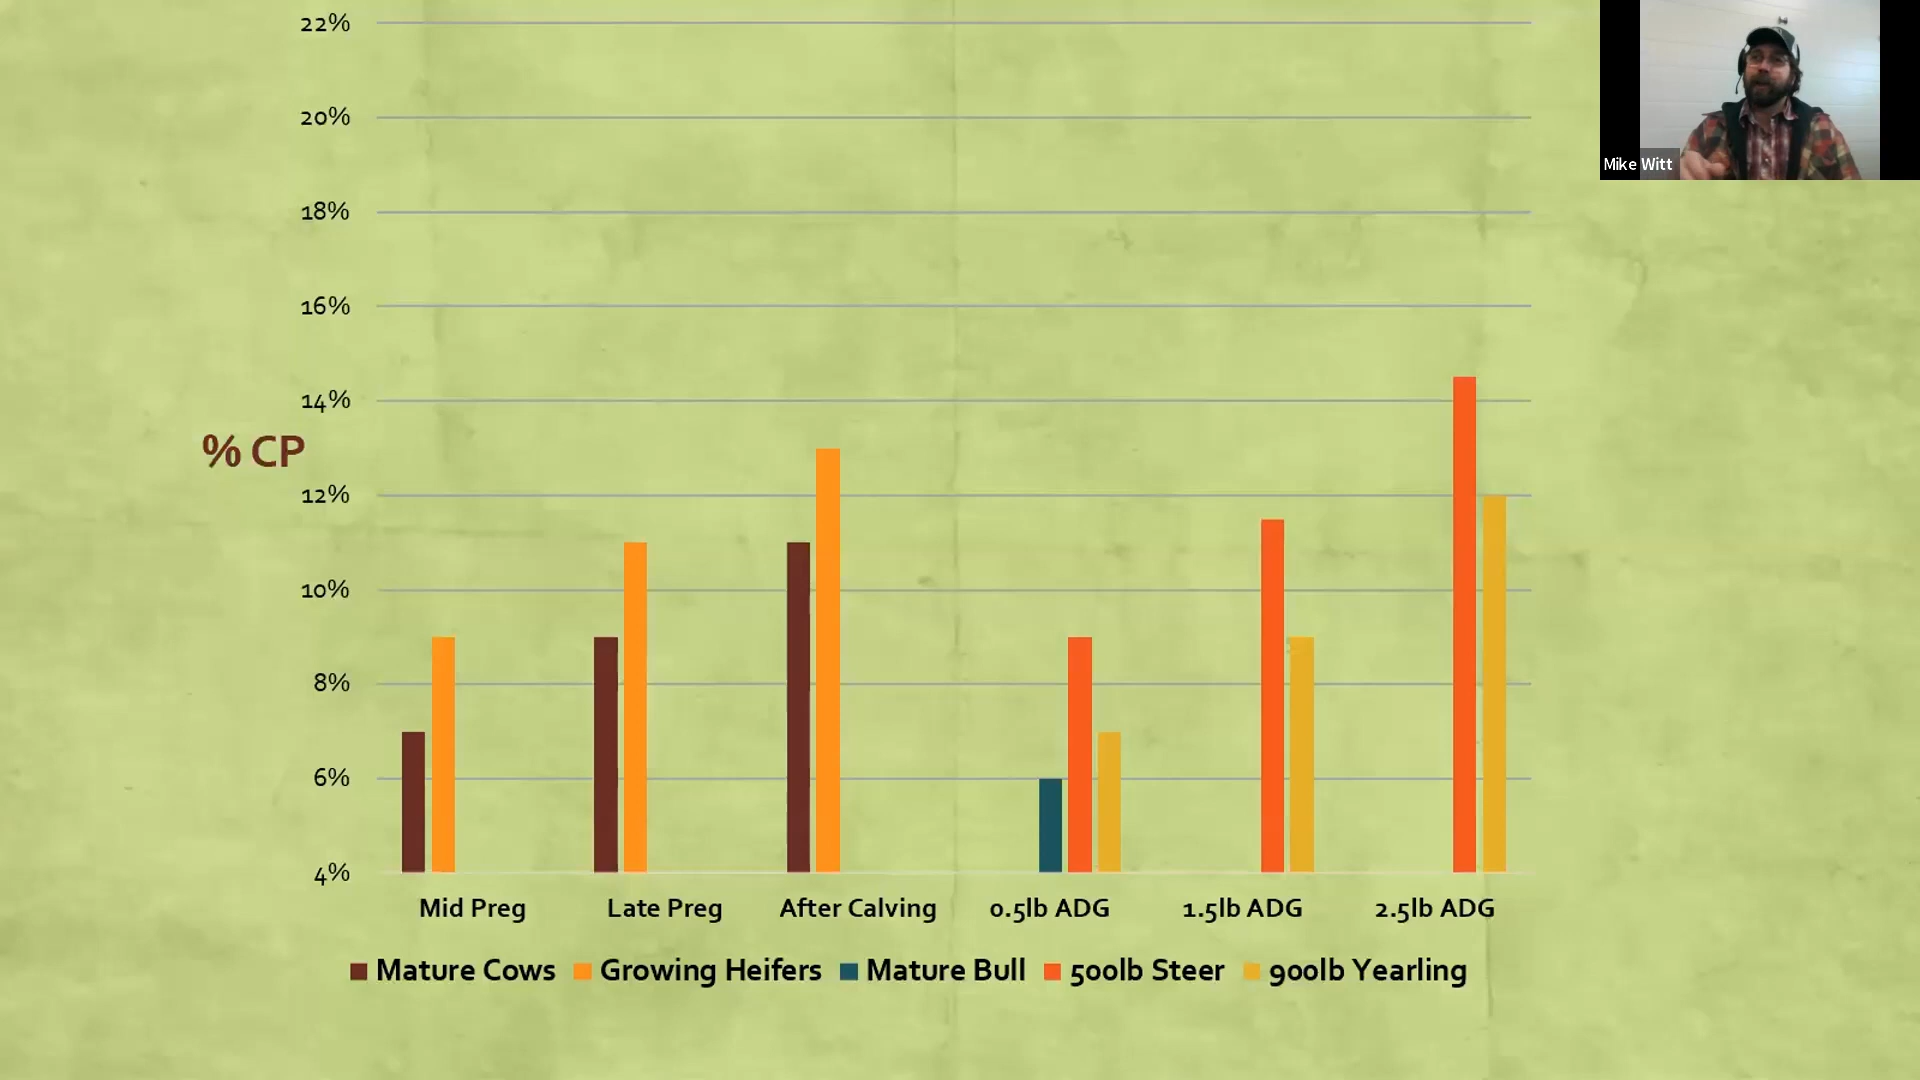 22%
20%
18%
16%
14%
% CP
12%
10%
8%
6%
4%
Mid Preg Late Preg After Calving 0.5lb ADG 1.5lb ADG 2.5lb ADG
Mature Cows Growing Heifers Mature Bull 500lb Steer 900lb Yearling
Mike Witt